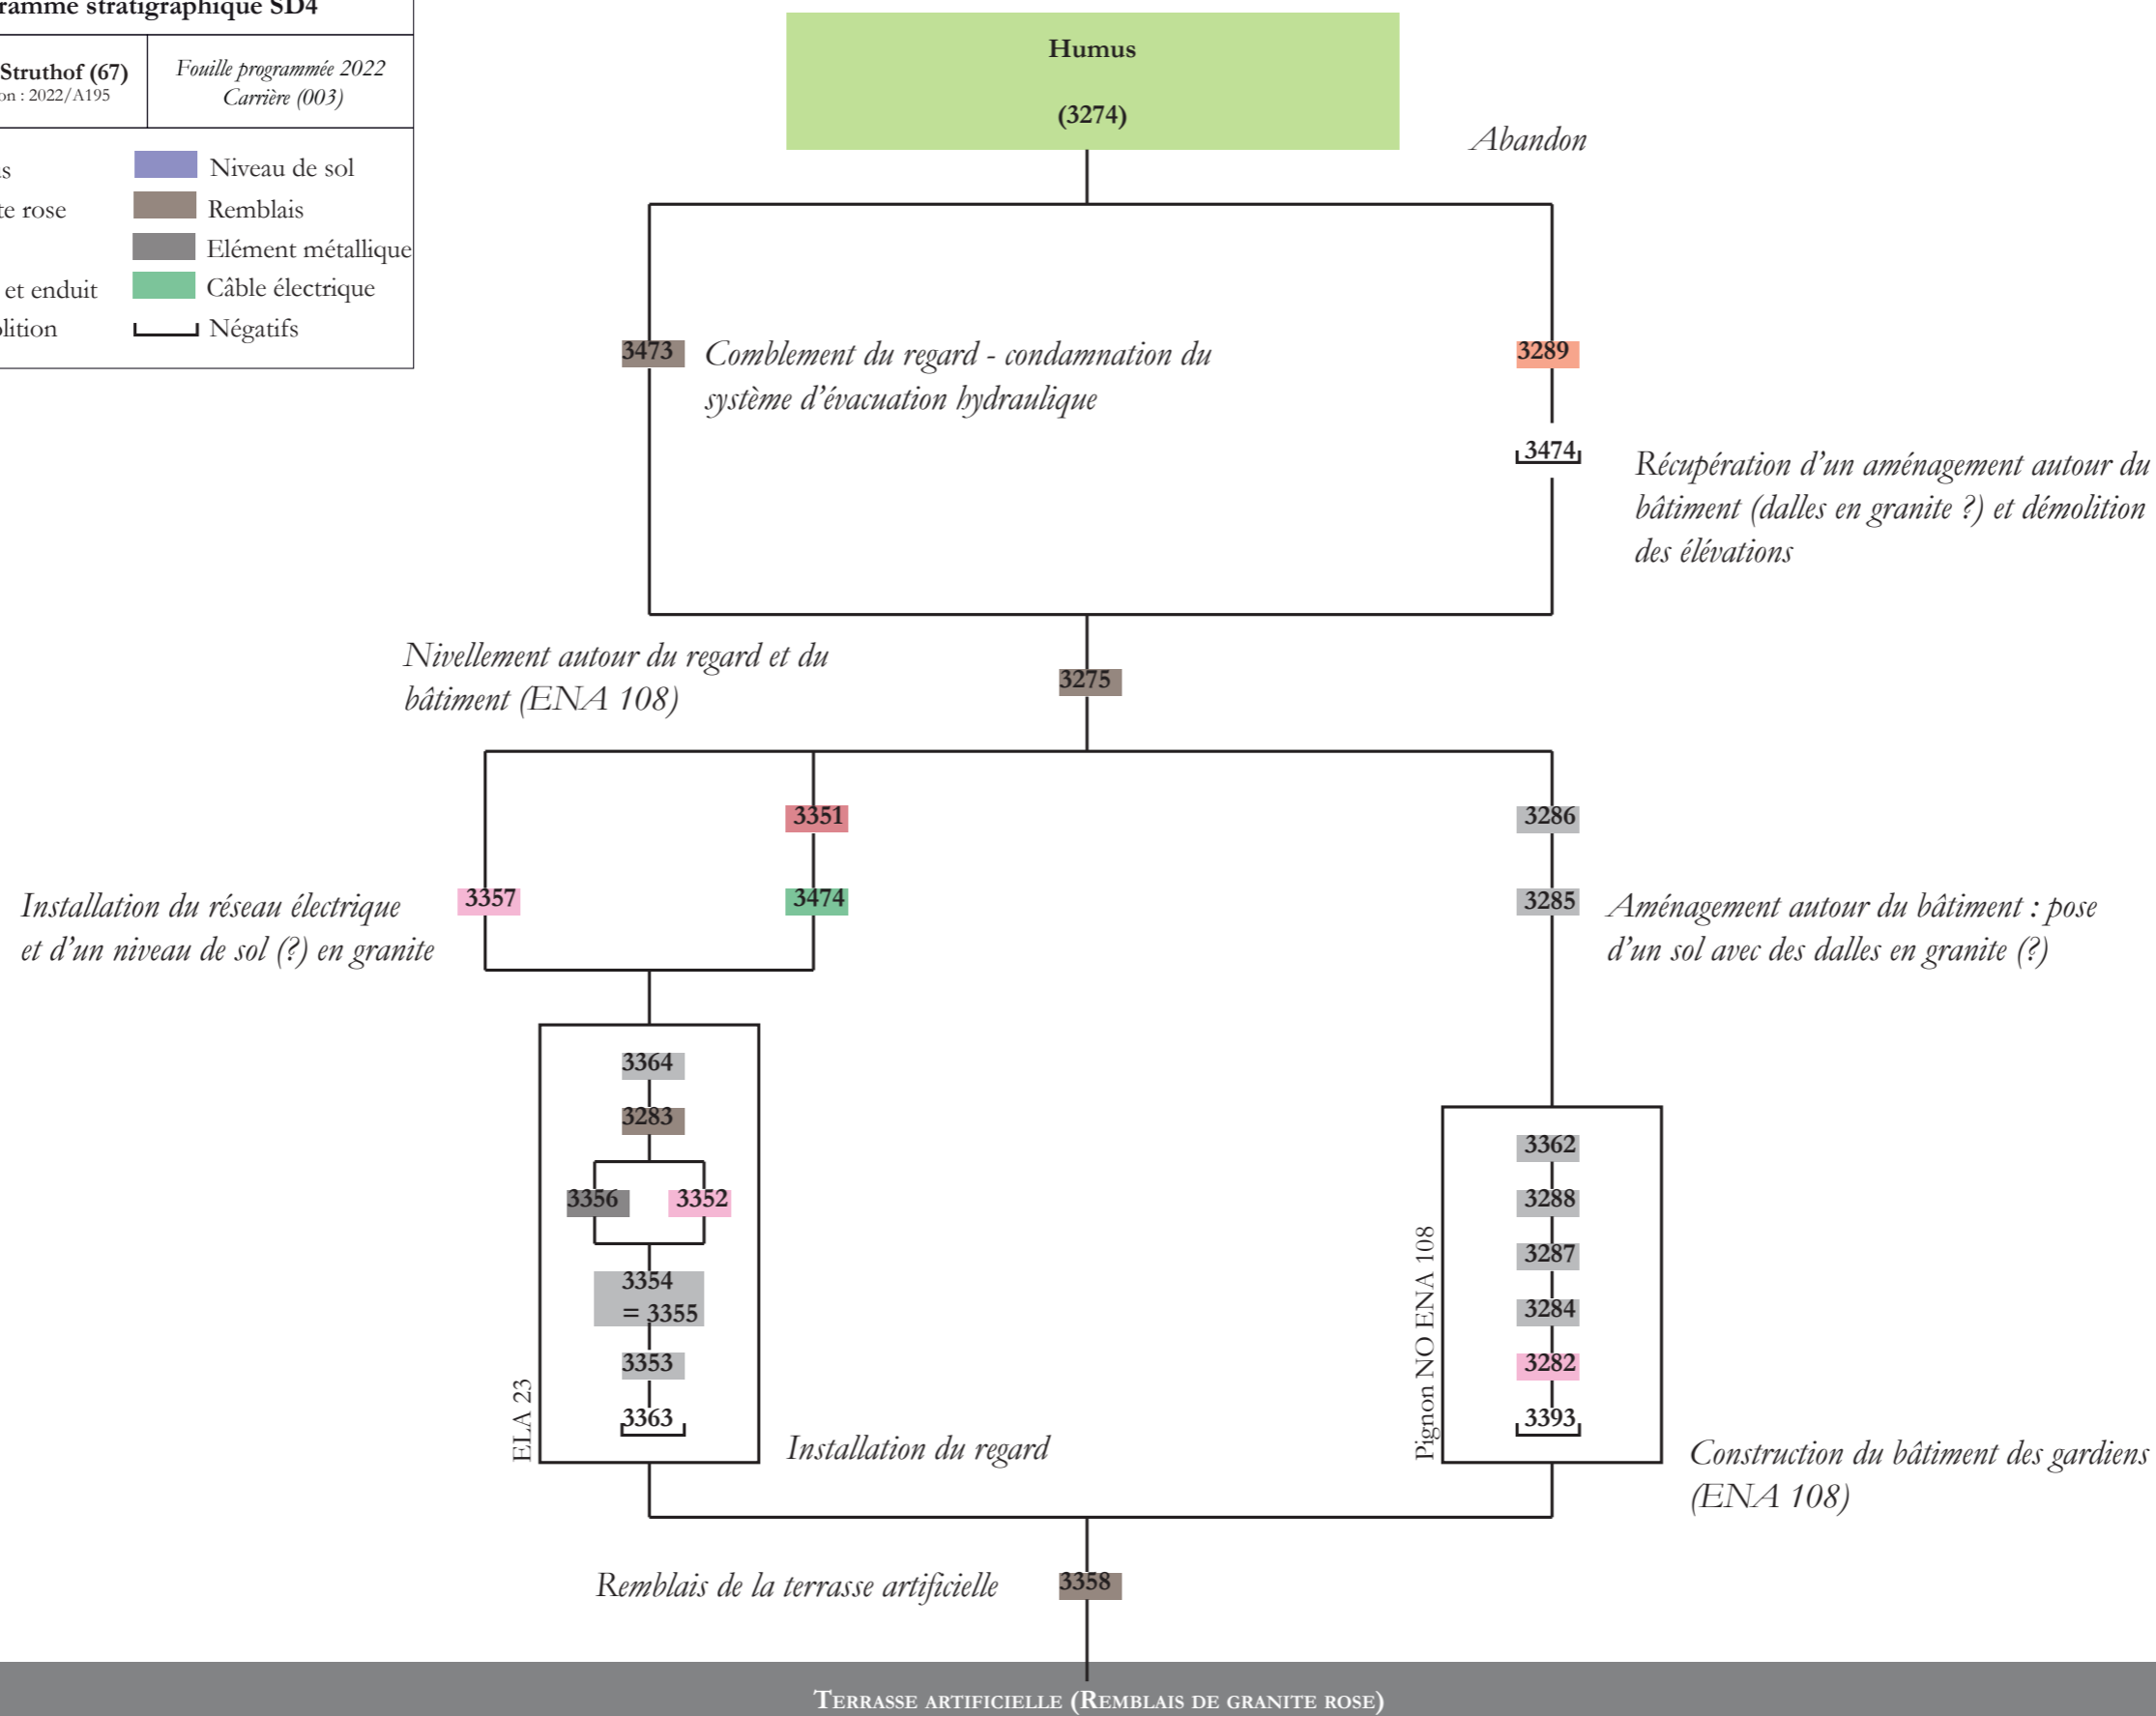 ramme stratigraphique SD4
Struthof (67)
on : 2022/A195
Fouille programmée 2022
Carrière (003)
s
te rose
et enduit
lition
Niveau de sol
Remblais
Elément métallique
Câble électrique
Négatifs
Humus
(3274)
Abandon
3473
Comblement du regard - condamnation du
système d'évacuation hydraulique
3289
3474
Récupération d'un aménagement autour du
bâtiment (dalles en granite ?) et démolition
des élévations
Nivellement autour du regard et du
bâtiment (ENA 108)
3275
3351
3286
Installation du réseau électrique
et d'un niveau de sol (?) en granite
3357
3474
3285
Aménagement autour du bâtiment : pose
d'un sol avec des dalles en granite (?)
ELA 23
3364
3283
3356
3352
3354
= 3355
3353
3363
Installation du regard
Pignon NO ENA 108
3362
3288
3287
3284
3282
3393
Construction du bâtiment des gardiens
(ENA 108)
Remblais de la terrasse artificielle
3358
Terrasse artificielle (Remblais de granite rose)